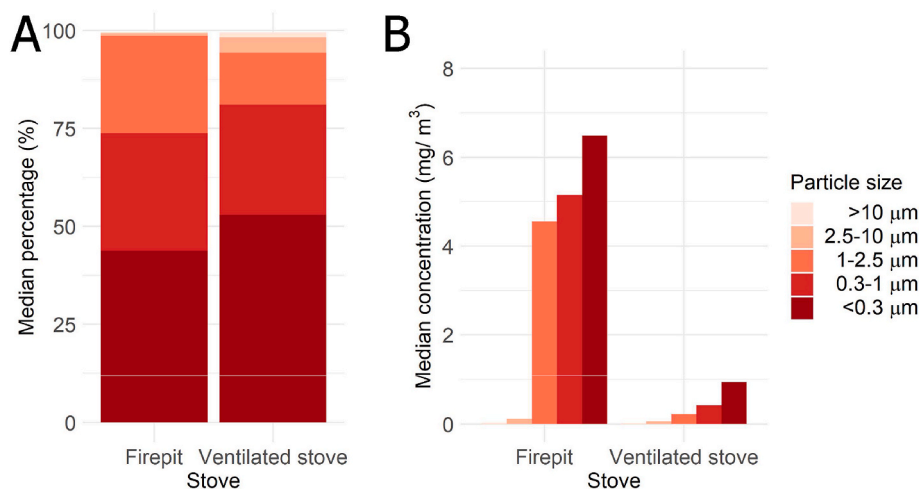 A
Median percentage (%)
100
75
50
25
0
Firepit
Ventilated stove
Stove
B
Median concentration (mg/ m³)
8
6
4
2
0
Firepit
Ventilated stove
Stove
Particle size
>10 μm
2.5-10 μm
1-2.5 μm
0.3-1 μm
<0.3 μm